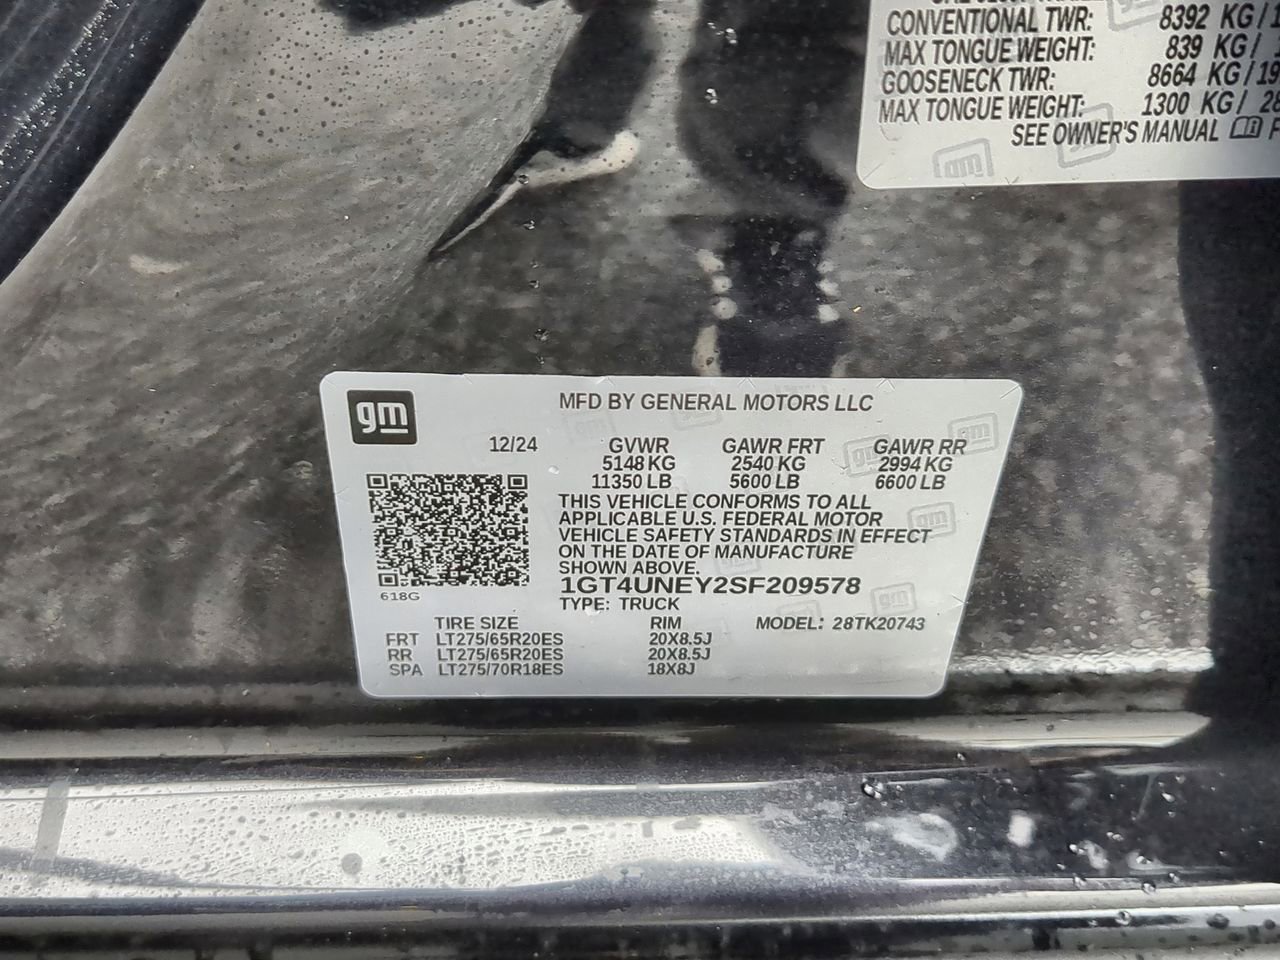 CONVENTIONAL TWR: 8392 KG/
MAX TONGUE WEIGHT: 839 KG/
GOOSENECK TWR: 8664 KG/19
MAX TONGUE WEIGHT: 1300 KG/ 28
SEE OWNER'S MANUAL
gm
gm
MFD BY GENERAL MOTORS LLC
12/24 GVWR GAWR FRT GAWR RR
5148 KG 2540 KG 2994 KG
11350 LB 5600 LB 6600 LB
THIS VEHICLE CONFORMS TO ALL
APPLICABLE U.S. FEDERAL MOTOR
VEHICLE SAFETY STANDARDS IN EFFECT
ON THE DATE OF MANUFACTURE
SHOWN ABOVE.
1GT4UNEY2SF209578
618G
TYPE: TRUCK
TIRE SIZE RIM MODEL: 28TK20743
FRT LT275/65R20ES 20X8.5J
RR LT275/65R20ES 20X8.5J
SPA LT275/70R18ES 18X8J